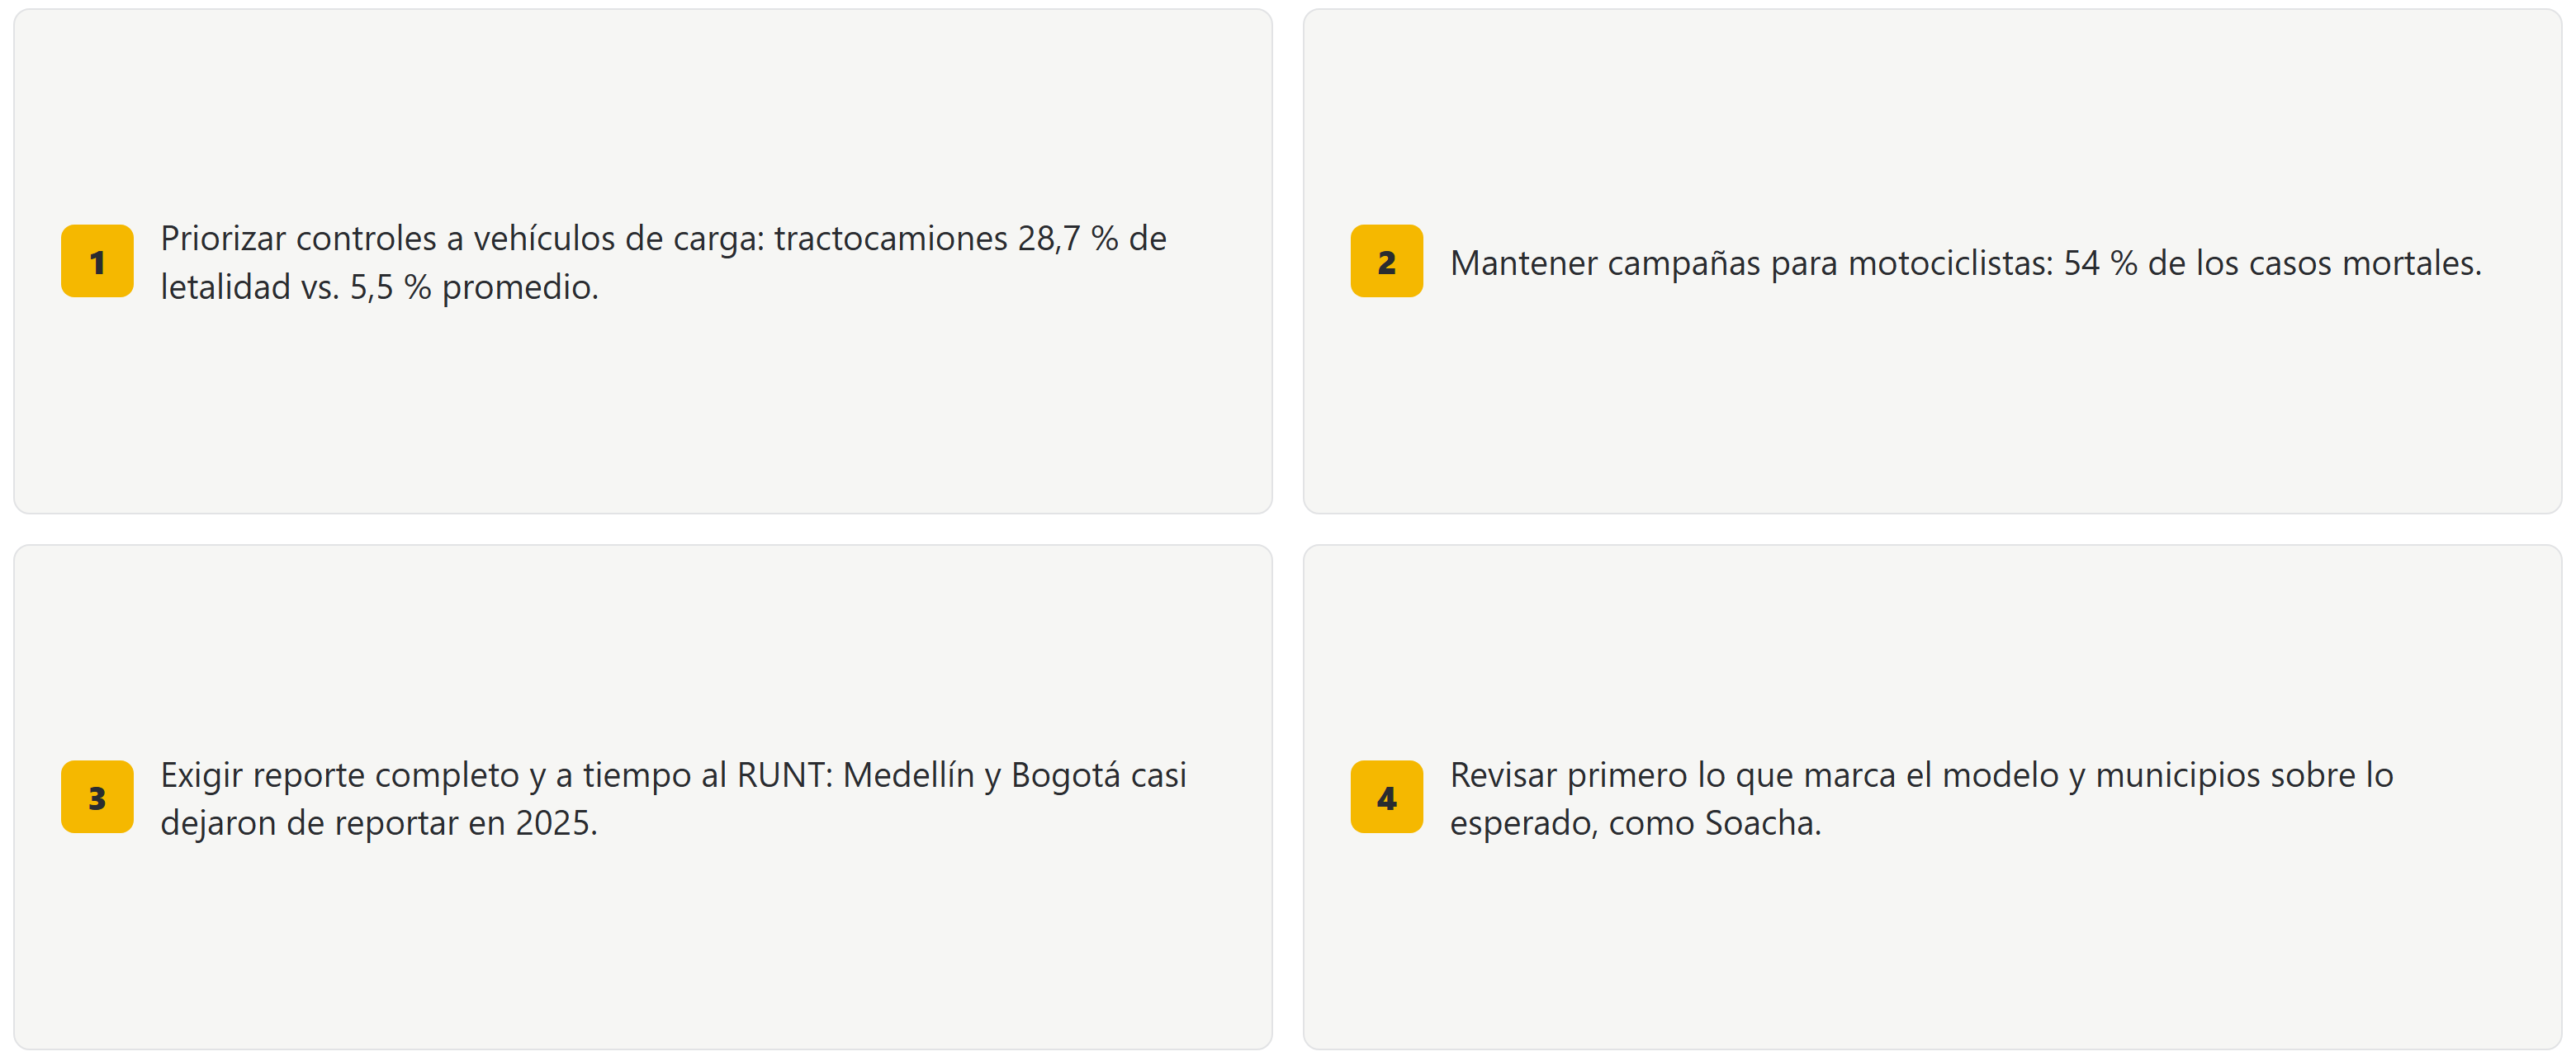 1
Priorizar controles a vehículos de carga: tractocamiones 28,7 % de
letalidad vs. 5,5 % promedio.
2
Mantener campañas para motociclistas: 54 % de los casos mortales.
3
Exigir reporte completo y a tiempo al RUNT: Medellín y Bogotá casi
dejaron de reportar en 2025.
4
Revisar primero lo que marca el modelo y municipios sobre lo
esperado, como Soacha.